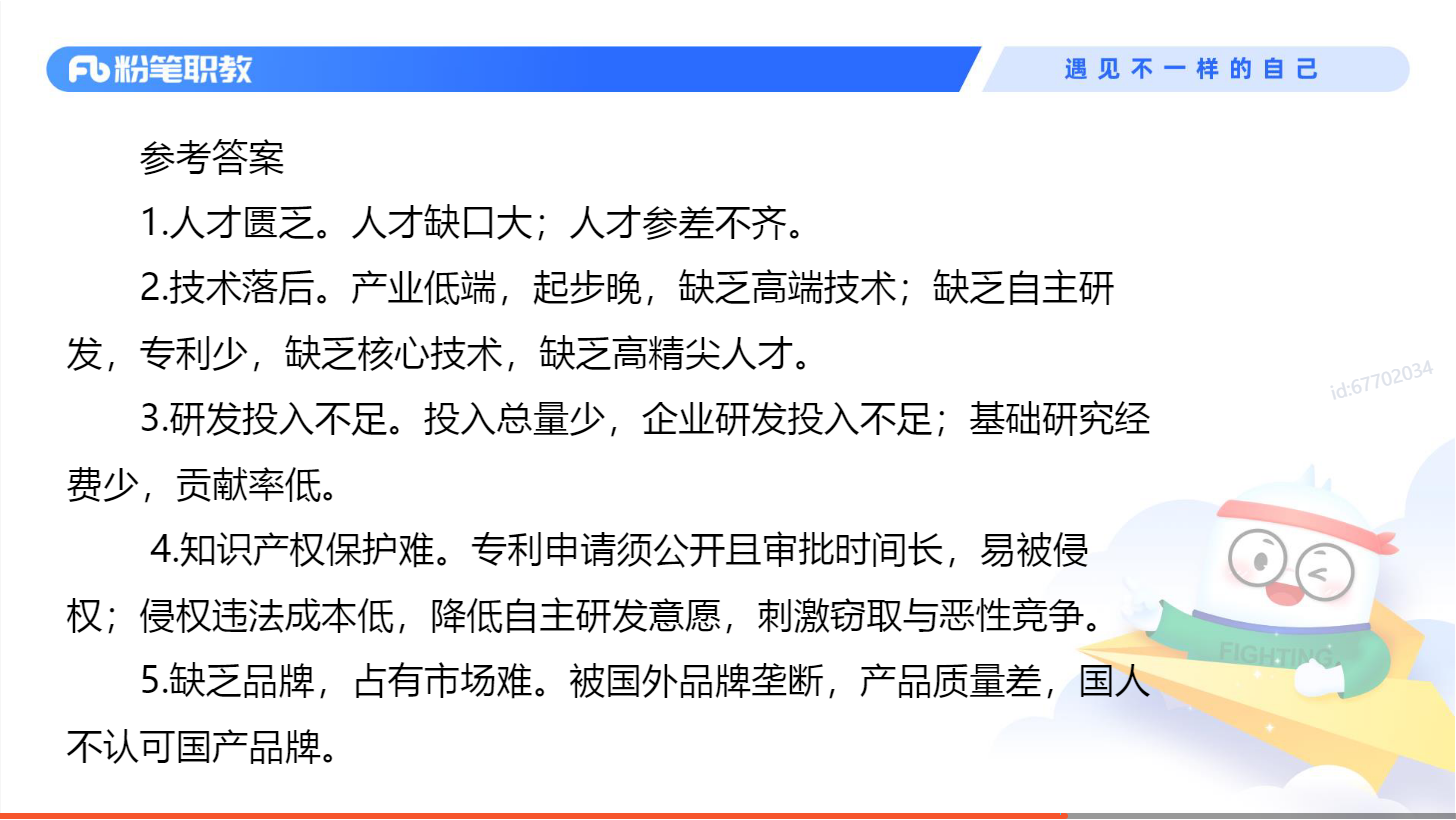 粉笔职教
遇见不一样的自己
参考答案
1.人才匮乏。人才缺口大；人才参差不齐。
2.技术落后。产业低端，起步晚，缺乏高端技术；缺乏自主研
发，专利少，缺乏核心技术，缺乏高精尖人才。
3.研发投入不足。投入总量少，企业研发投入不足；基础研究经
费少，贡献率低。
4.知识产权保护难。专利申请须公开且审批时间长，易被侵
权；侵权违法成本低，降低自主研发意愿，刺激窃取与恶性竞争。
5.缺乏品牌，占有市场难。被国外品牌垄断，产品质量差，国人
不认可国产品牌。
id:67702034
FIGHTING.